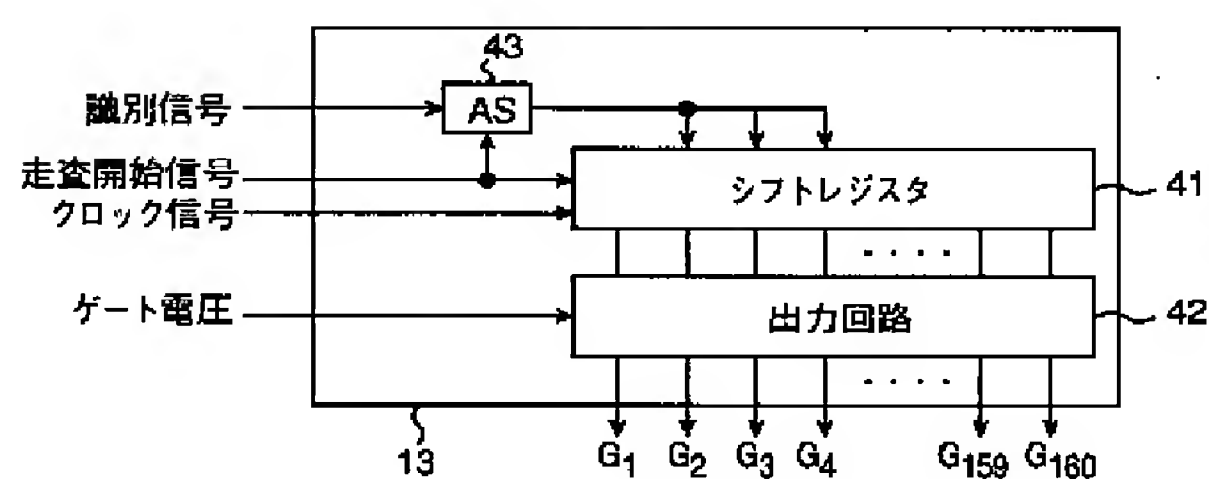 43
識別信号
AS
走査開始信号
シフトレジスタ
41
クロック信号
・・・・
ゲート電圧
出力回路
42
・・・・
13
G1 G2 G3 G4 G159 G160